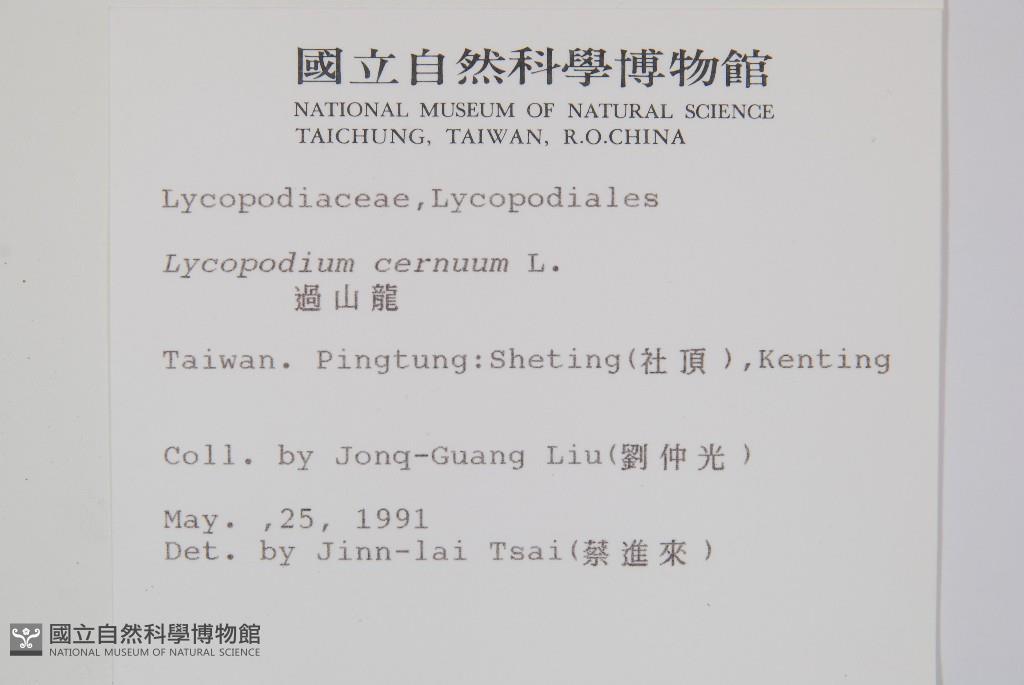 國立自然科學博物館
NATIONAL MUSEUM OF NATURAL SCIENCE
TAICHUNG, TAIWAN, R.O.CHINA
Lycopodiaceae,Lycopodiales
Lycopodium cernuum L.
過山龍
Taiwan. Pingtung:Sheting(社頂),Kenting
Coll. by Jonq-Guang Liu(劉仲光)
May. ,25, 1991
Det. by Jinn-lai Tsai(蔡進來)
國立自然科學博物館
NATIONAL MUSEUM OF NATURAL SCIENCE